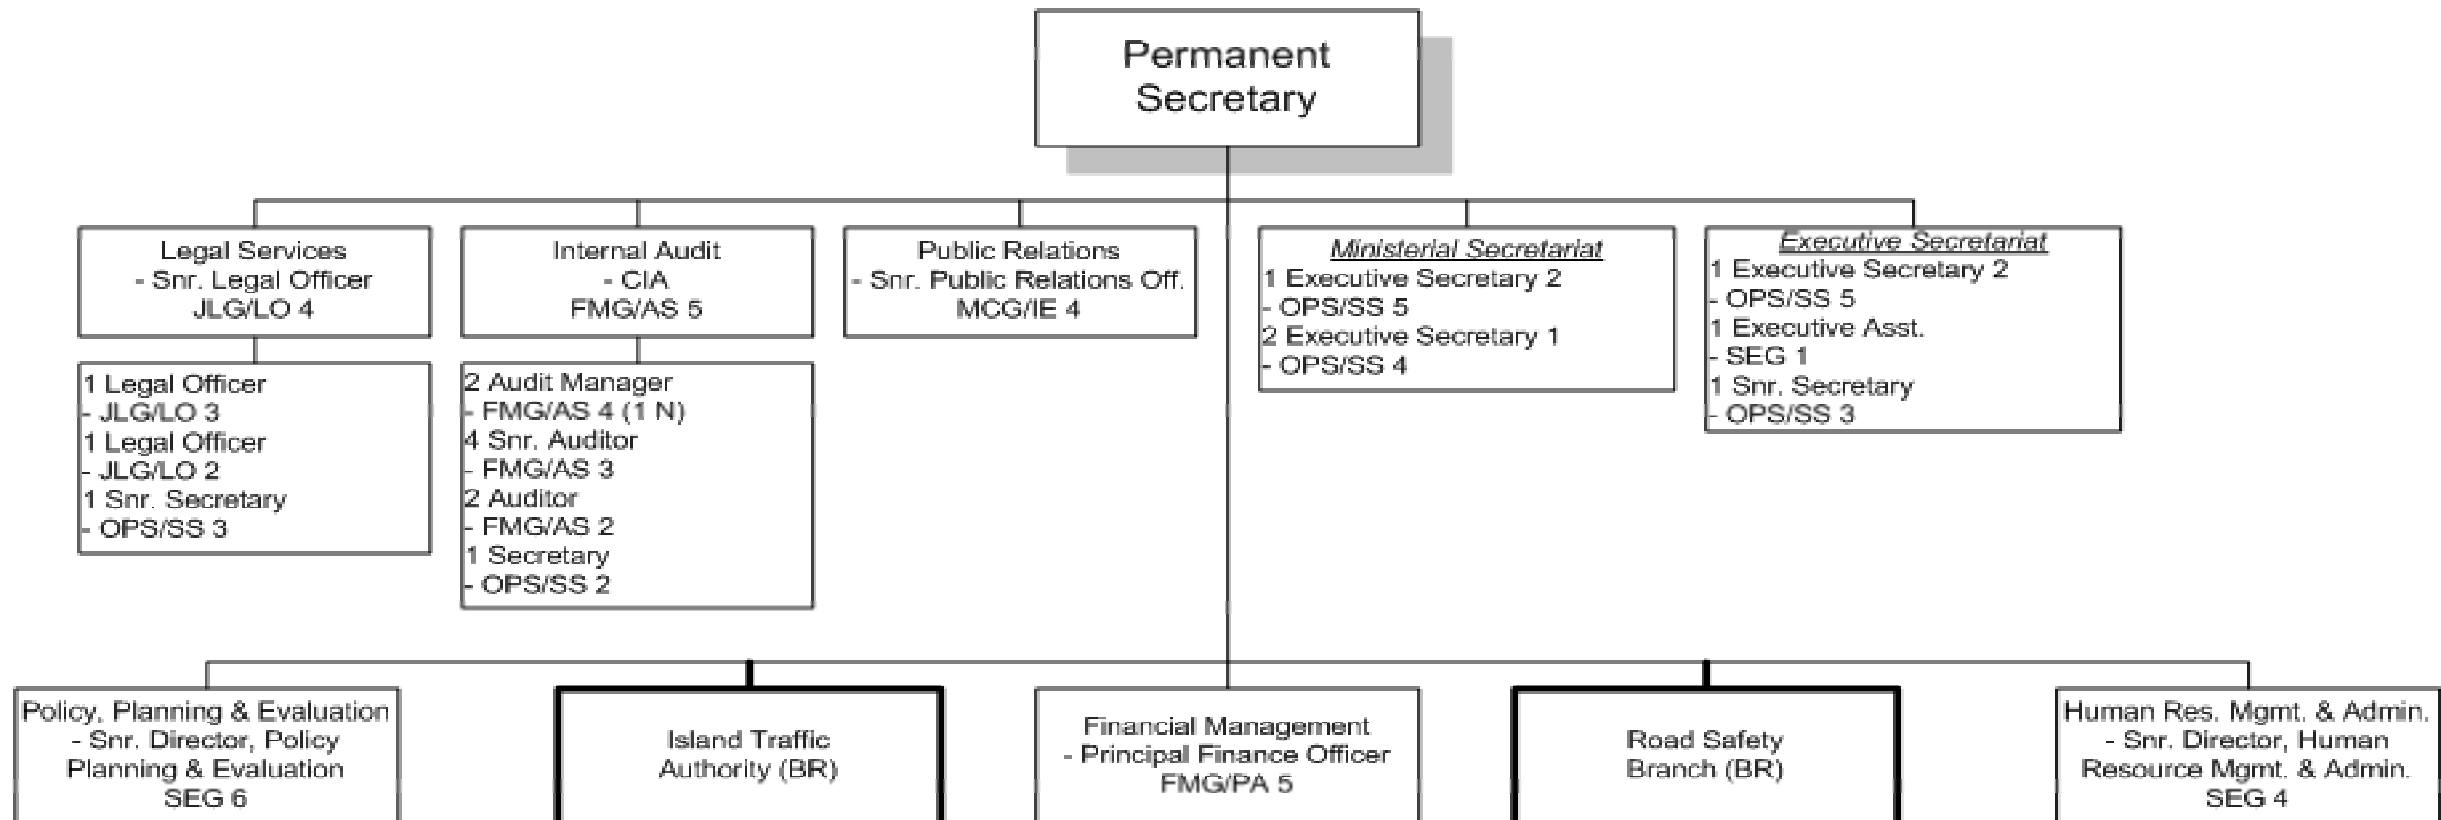 Permanent
Secretary
Legal Services
- Snr. Legal Officer
JLG/LO 4
Internal Audit
- CIA
FMG/AS 5
Public Relations
- Snr. Public Relations Off.
MCG/IE 4
Ministerial Secretariat
1 Executive Secretary 2
- OPS/SS 5
2 Executive Secretary 1
- OPS/SS 4
Executive Secretariat
1 Executive Secretary 2
- OPS/SS 5
1 Executive Asst.
- SEG 1
1 Snr. Secretary
- OPS/SS 3
1 Legal Officer
- JLG/LO 3
1 Legal Officer
- JLG/LO 2
1 Snr. Secretary
- OPS/SS 3
2 Audit Manager
- FMG/AS 4 (1 N)
4 Snr. Auditor
- FMG/AS 3
2 Auditor
- FMG/AS 2
1 Secretary
- OPS/SS 2
Policy, Planning & Evaluation
- Snr. Director, Policy
Planning & Evaluation
SEG 6
Island Traffic
Authority (BR)
Financial Management
- Principal Finance Officer
FMG/PA 5
Road Safety
Branch (BR)
Human Res. Mgmt. & Admin.
- Snr. Director, Human
Resource Mgmt. & Admin.
SEG 4